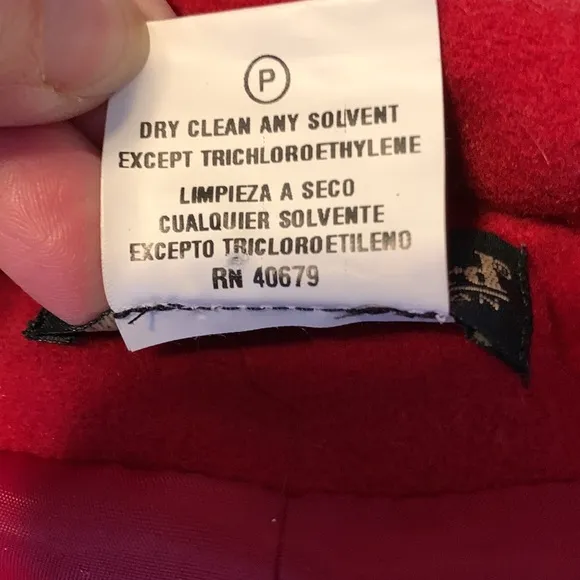 P
DRY CLEAN ANY SOLVENT
EXCEPT TRICHLOROETHYLENE
LIMPIEZA A SECO
CUALQUIER SOLVENTE
EXCEPTO TRICLOROETILENO
RN 40679